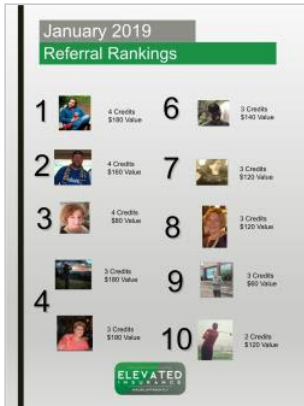 January 2019
Referral Rankings
1
4 Credits
$180 Value
2
4 Credits
$160 Value
3
4 Credits
$80 Value
4
3 Credits
$180 Value
3 Credits
$180 Value
6
3 Credits
$140 Value
7
3 Credits
$120 Value
8
3 Credits
$120 Value
9
3 Credits
$60 Value
10
2 Credits
$120 Value
ELEVATED
INSURANCE